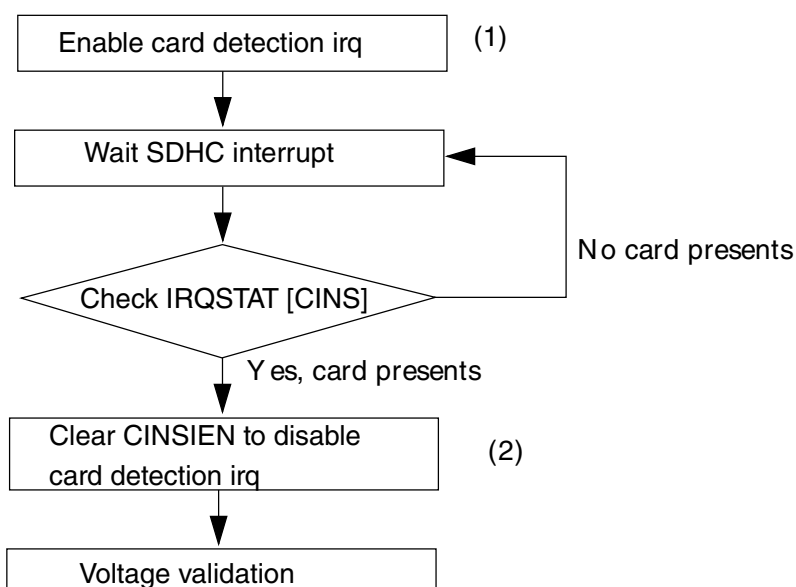 Enable card detection irq
(1)
Wait SDHC interrupt
No card presents
Check IRQSTAT [CINS]
Yes, card presents
Clear CINSIEN to disable
card detection irq
(2)
Voltage validation